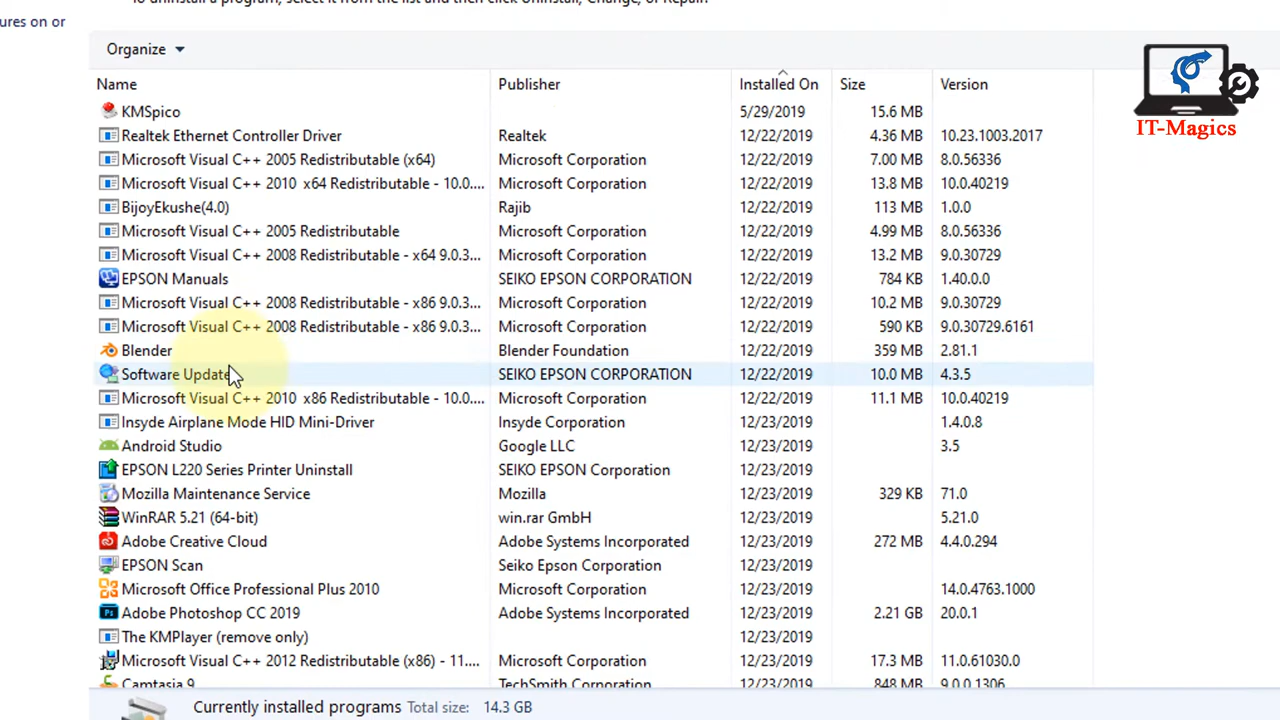 To uninstall a program, select it from the list and then click Uninstall, Change, or Repair.
ures on or
Organize
Name Publisher Installed On Size Version
KMSpico 5/29/2019 15.6 MB
Realtek Ethernet Controller Driver Realtek 12/22/2019 4.36 MB 10.23.1003.2017
Microsoft Visual C++ 2005 Redistributable (x64) Microsoft Corporation 12/22/2019 7.00 MB 8.0.56336
Microsoft Visual C++ 2010 x64 Redistributable - 10.0.... Microsoft Corporation 12/22/2019 13.8 MB 10.0.40219
BijoyEkushe(4.0) Rajib 12/22/2019 113 MB 1.0.0
Microsoft Visual C++ 2005 Redistributable Microsoft Corporation 12/22/2019 4.99 MB 8.0.56336
Microsoft Visual C++ 2008 Redistributable - x64 9.0.3... Microsoft Corporation 12/22/2019 13.2 MB 9.0.30729
EPSON Manuals SEIKO EPSON CORPORATION 12/22/2019 784 KB 1.40.0.0
Microsoft Visual C++ 2008 Redistributable - x86 9.0.3... Microsoft Corporation 12/22/2019 10.2 MB 9.0.30729
Microsoft Visual C++ 2008 Redistributable - x86 9.0.3... Microsoft Corporation 12/22/2019 590 KB 9.0.30729.6161
Blender Blender Foundation 12/22/2019 359 MB 2.81.1
Software Update SEIKO EPSON CORPORATION 12/22/2019 10.0 MB 4.3.5
Microsoft Visual C++ 2010 x86 Redistributable - 10.0.... Microsoft Corporation 12/22/2019 11.1 MB 10.0.40219
Insyde Airplane Mode HID Mini-Driver Insyde Corporation 12/23/2019 1.4.0.8
Android Studio Google LLC 12/23/2019 3.5
EPSON L220 Series Printer Uninstall SEIKO EPSON Corporation 12/23/2019
Mozilla Maintenance Service Mozilla 12/23/2019 329 KB 71.0
WinRAR 5.21 (64-bit) win.rar GmbH 12/23/2019 5.21.0
Adobe Creative Cloud Adobe Systems Incorporated 12/23/2019 272 MB 4.4.0.294
EPSON Scan Seiko Epson Corporation 12/23/2019
Microsoft Office Professional Plus 2010 Microsoft Corporation 12/23/2019 14.0.4763.1000
Adobe Photoshop CC 2019 Adobe Systems Incorporated 12/23/2019 2.21 GB 20.0.1
The KMPlayer (remove only) 12/23/2019
Microsoft Visual C++ 2012 Redistributable (x86) - 11.... Microsoft Corporation 12/23/2019 17.3 MB 11.0.61030.0
Camtasia 9 TechSmith Corporation 12/23/2019 848 MB 9.0.0.1306
Currently installed programs Total size: 14.3 GB
IT-Magics